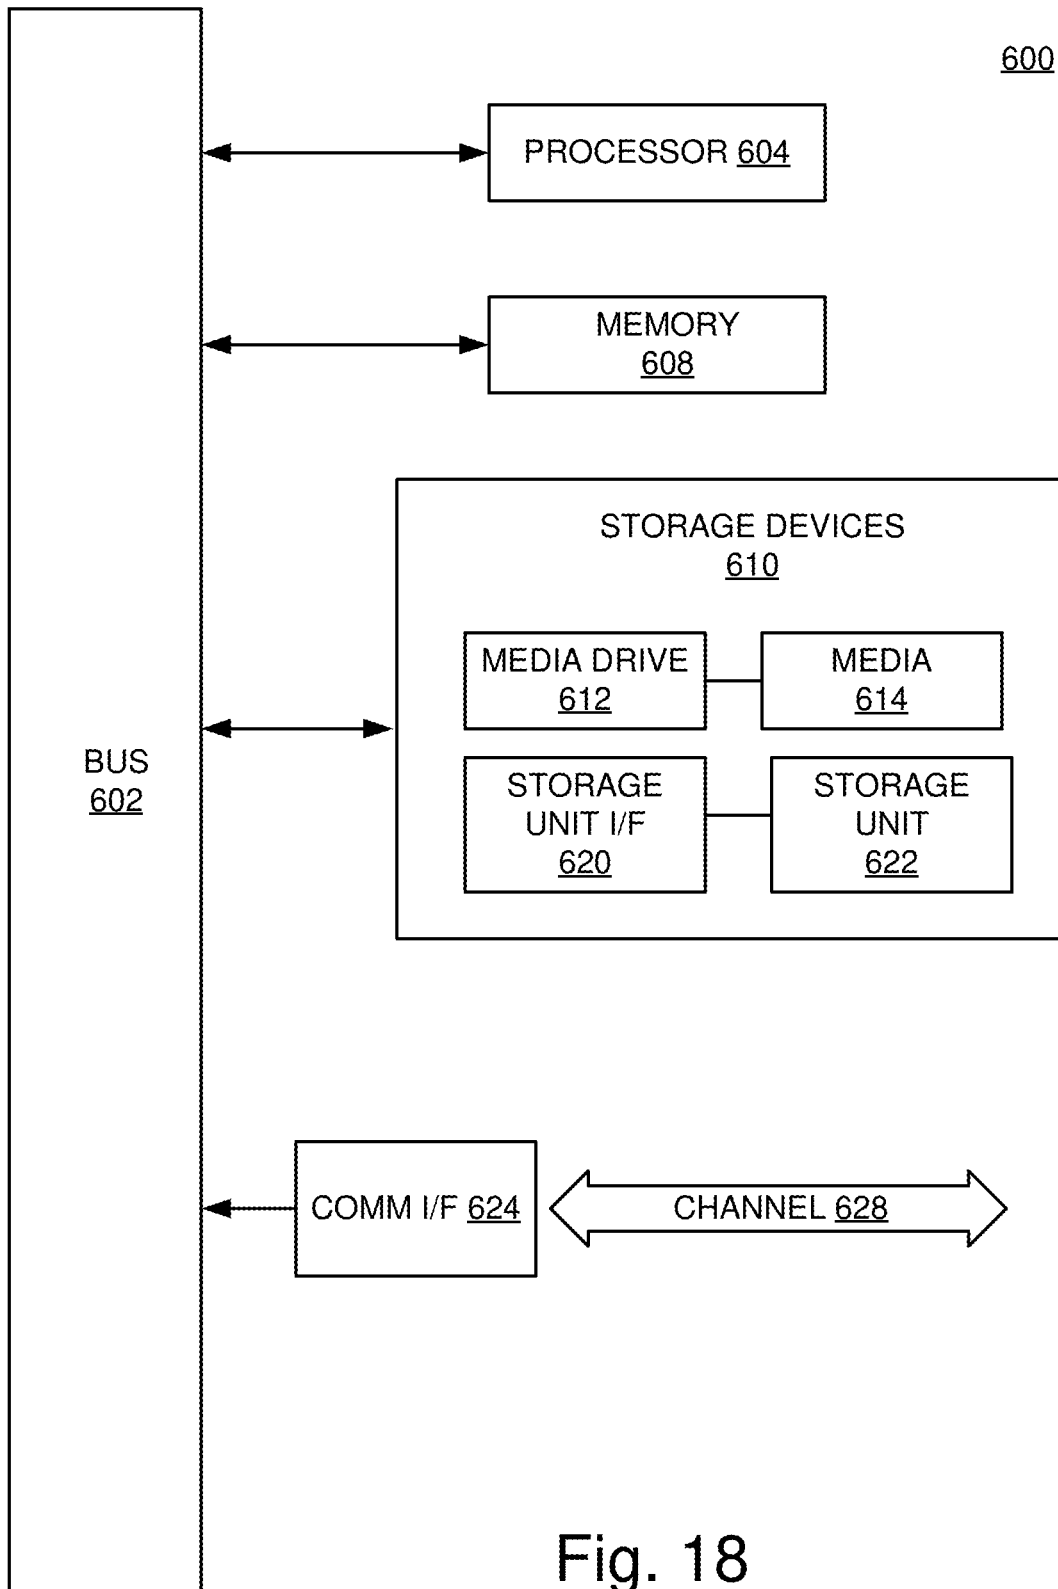 600
PROCESSOR 604
MEMORY
608
STORAGE DEVICES
610
MEDIA DRIVE
612
MEDIA
614
STORAGE
UNIT I/F
620
STORAGE
UNIT
622
BUS
602
COMM I/F 624
CHANNEL 628
Fig. 18